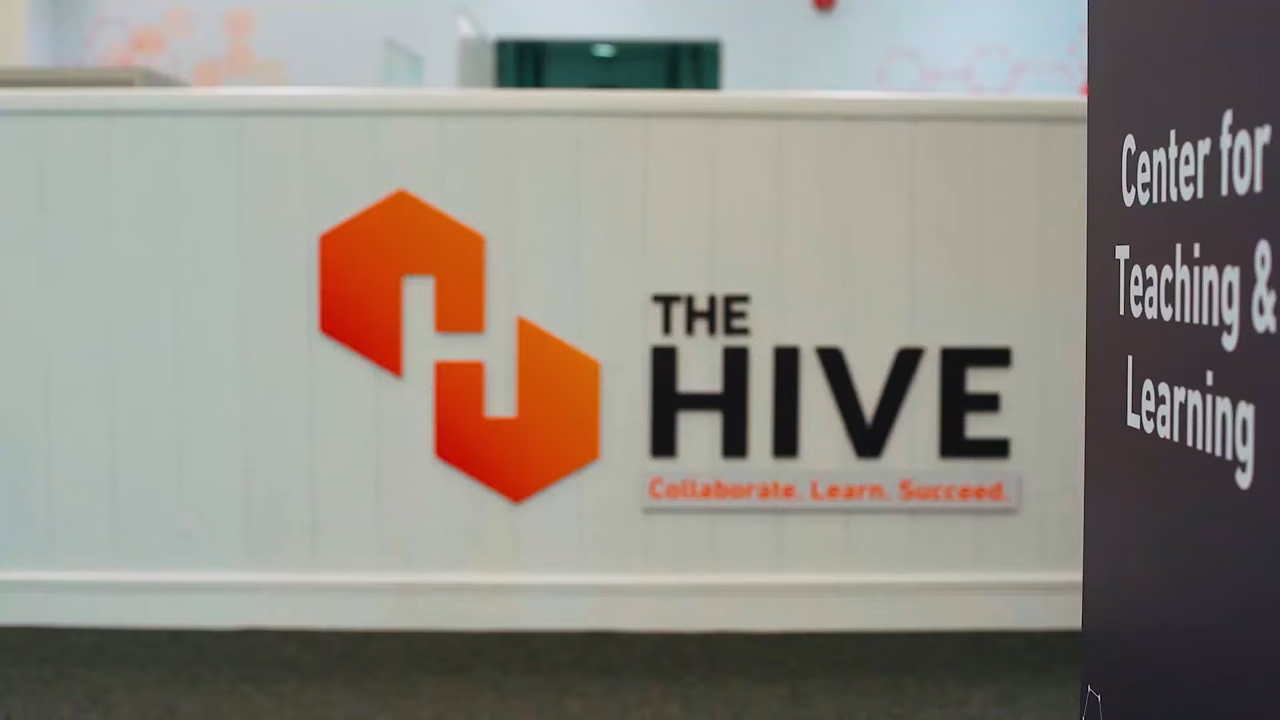 THE
HIVE
Collaborate. Learn. Succeed.
Center for
Teaching &
Learning